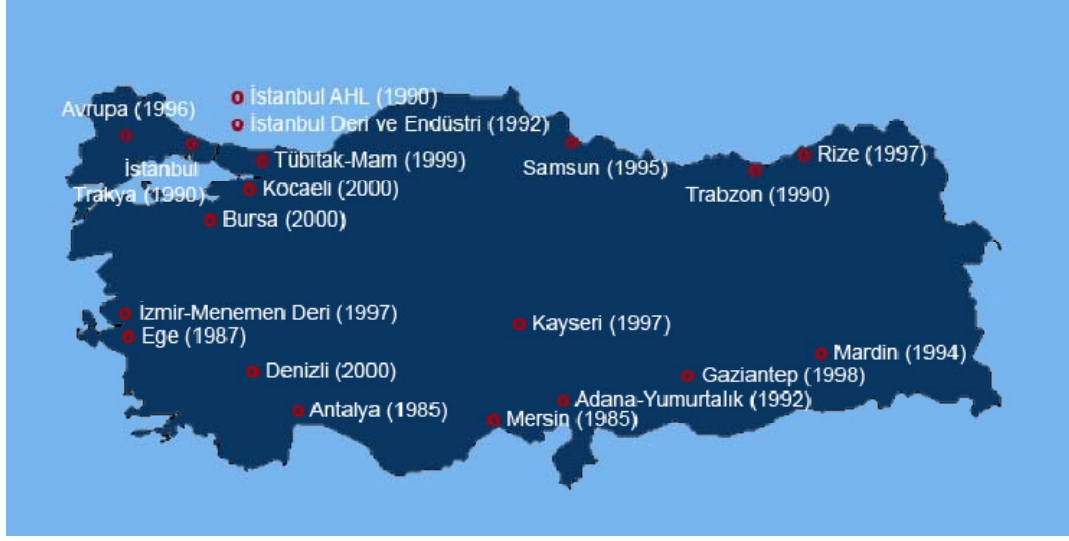 İstanbul AHL (1990)
Avrupa (1996)
İstanbul Deri ve Endüstri (1992)
Rize (1997)
Tübitak-Mam (1999)
Samsun (1995)
İstanbul
Trakya (1990)
Kocaeli (2000)
Trabzon (1990)
Bursa (2000)
İzmir-Menemen Deri (1997)
Kayseri (1997)
Ege (1987)
Mardin (1994)
Denizli (2000)
Gaziantep (1998)
Adana-Yumurtalık (1992)
Antalya (1985)
Mersin (1985)